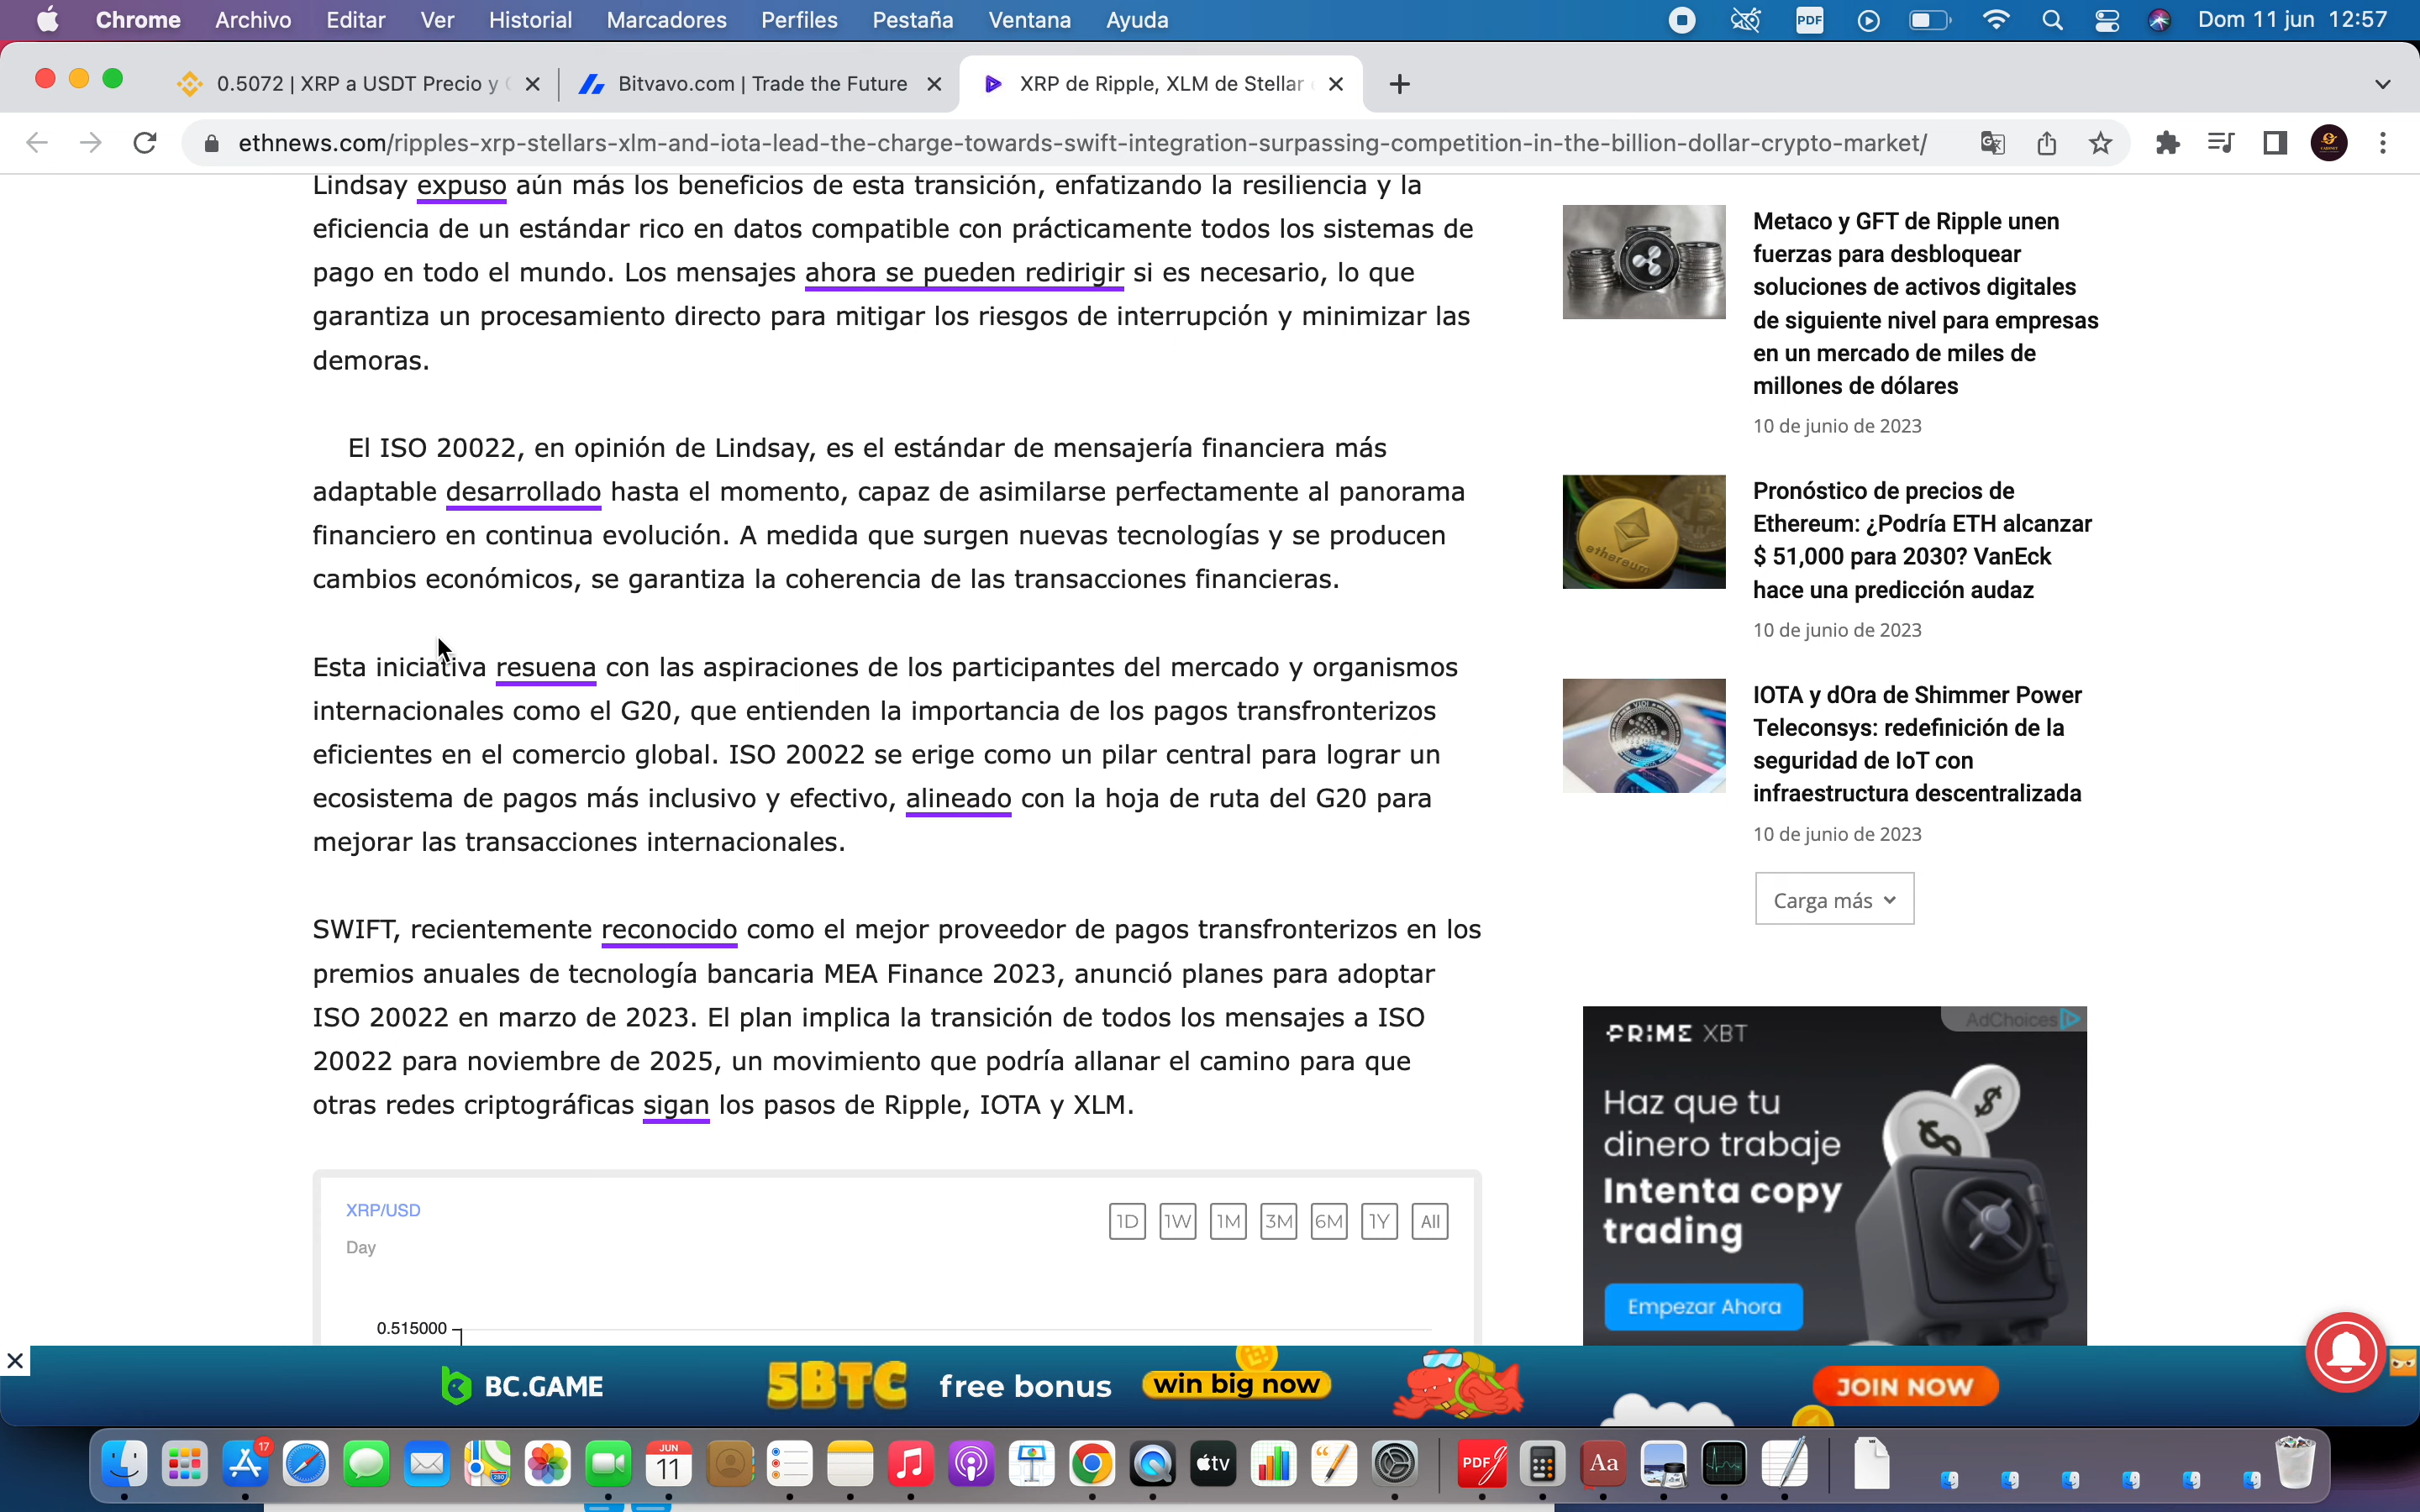 Chrome Archivo Editar Ver Historial Marcadores Perfiles Pestaña Ventana Ayuda PDF Dom 11 jun 12:57
0.5072 | XRP a USDT Precio y
Bitvavo.com | Trade the Future
XRP de Ripple, XLM de Stellar
ethnews.com/ripples-xrp-stellars-xlm-and-iota-lead-the-charge-towards-swift-integration-surpassing-competition-in-the-billion-dollar-crypto-market/
Lindsay expuso aún más los beneficios de esta transición, enfatizando la resiliencia y la
eficiencia de un estándar rico en datos compatible con prácticamente todos los sistemas de
pago en todo el mundo. Los mensajes ahora se pueden redirigir si es necesario, lo que
garantiza un procesamiento directo para mitigar los riesgos de interrupción y minimizar las
demoras.
El ISO 20022, en opinión de Lindsay, es el estándar de mensajería financiera más
adaptable desarrollado hasta el momento, capaz de asimilarse perfectamente al panorama
financiero en continua evolución. A medida que surgen nuevas tecnologías y se producen
cambios económicos, se garantiza la coherencia de las transacciones financieras.
Esta iniciativa resuena con las aspiraciones de los participantes del mercado y organismos
internacionales como el G20, que entienden la importancia de los pagos transfronterizos
eficientes en el comercio global. ISO 20022 se erige como un pilar central para lograr un
ecosistema de pagos más inclusivo y efectivo, alineado con la hoja de ruta del G20 para
mejorar las transacciones internacionales.
SWIFT, recientemente reconocido como el mejor proveedor de pagos transfronterizos en los
premios anuales de tecnología bancaria MEA Finance 2023, anunció planes para adoptar
ISO 20022 en marzo de 2023. El plan implica la transición de todos los mensajes a ISO
20022 para noviembre de 2025, un movimiento que podría allanar el camino para que
otras redes criptográficas sigan los pasos de Ripple, IOTA y XLM.
XRP/USD
Day
1D 1W 1M 3M 6M 1Y All
0.515000
Metaco y GFT de Ripple unen
fuerzas para desbloquear
soluciones de activos digitales
de siguiente nivel para empresas
en un mercado de miles de
millones de dólares
10 de junio de 2023
ethereum
Pronóstico de precios de
Ethereum: ¿Podría ETH alcanzar
$ 51,000 para 2030? VanEck
hace una predicción audaz
10 de junio de 2023
IOTA y dOra de Shimmer Power
Teleconsys: redefinición de la
seguridad de IoT con
infraestructura descentralizada
10 de junio de 2023
Carga más
AdChoices
PRIME XBT
Haz que tu
dinero trabaje
Intenta copy
trading
Empezar Ahora
BC.GAME 5BTC free bonus win big now JOIN NOW
17
JUN
11
tv
PDF
Aa